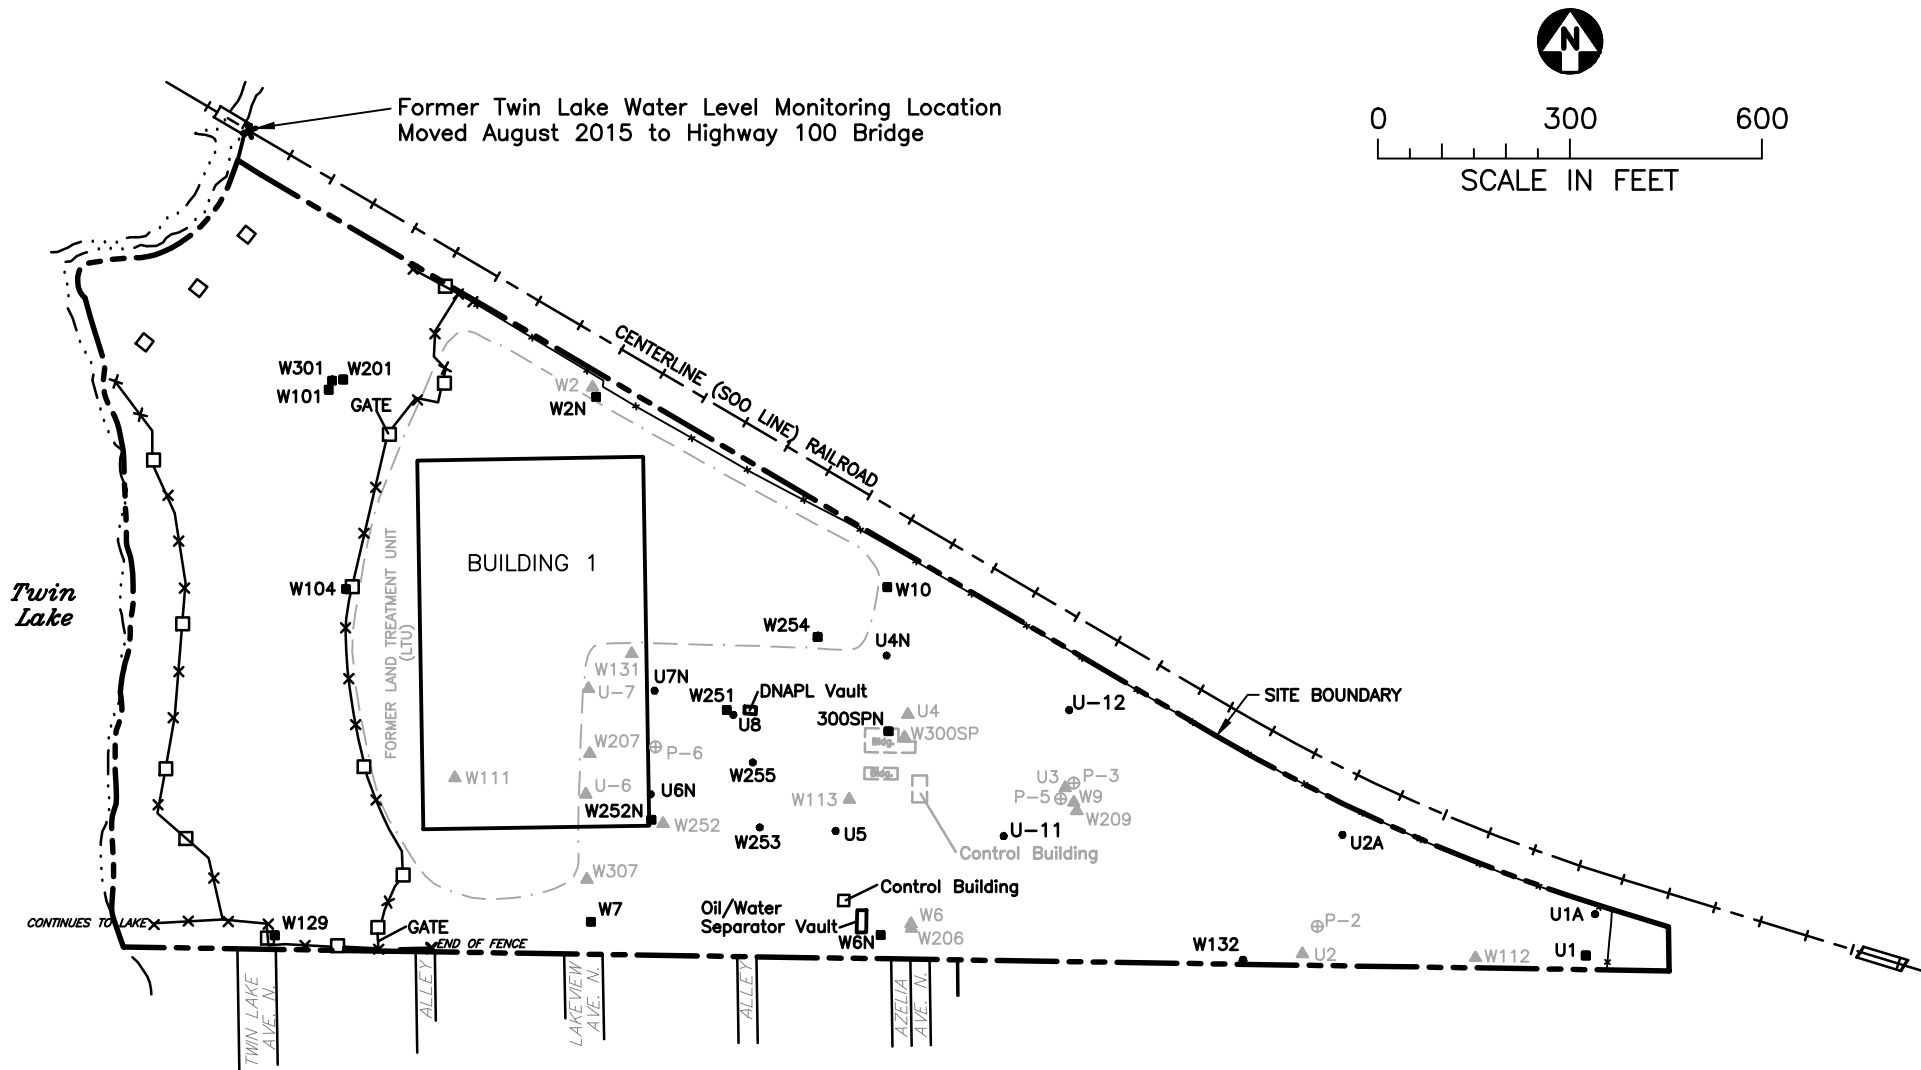 N
0 300 600
SCALE IN FEET
Former Twin Lake Water Level Monitoring Location
Moved August 2015 to Highway 100 Bridge
CENTERLINE (SOO LINE) RAILROAD
W301
W201
W101
GATE
W2
W2N
BUILDING 1
Twin
Lake
W104
FORMER LAND TREATMENT UNIT
(LTU)
W10
W254
U4N
W131
U-7
U7N
W251
DNAPL Vault
U8
300SPN
U4
W300SP
Bldg.
U-12
SITE BOUNDARY
W207
P-6
W111
W255
Bldg.
U-6
U6N
W252N
W252
W113
U3
P-3
P-5
W9
W209
W253
U5
U-11
Control Building
U2A
W307
Control Building
Oil/Water
Separator Vault
W7
W6
W206
W6N
CONTINUES TO LAKE
W129
GATE
END OF FENCE
W132
P-2
U2
W112
U1A
U1
TWIN LAKE
AVE. N.
ALLEY
LAKEVIEW
AVE. N.
ALLEY
AZELIA
AVE. N.